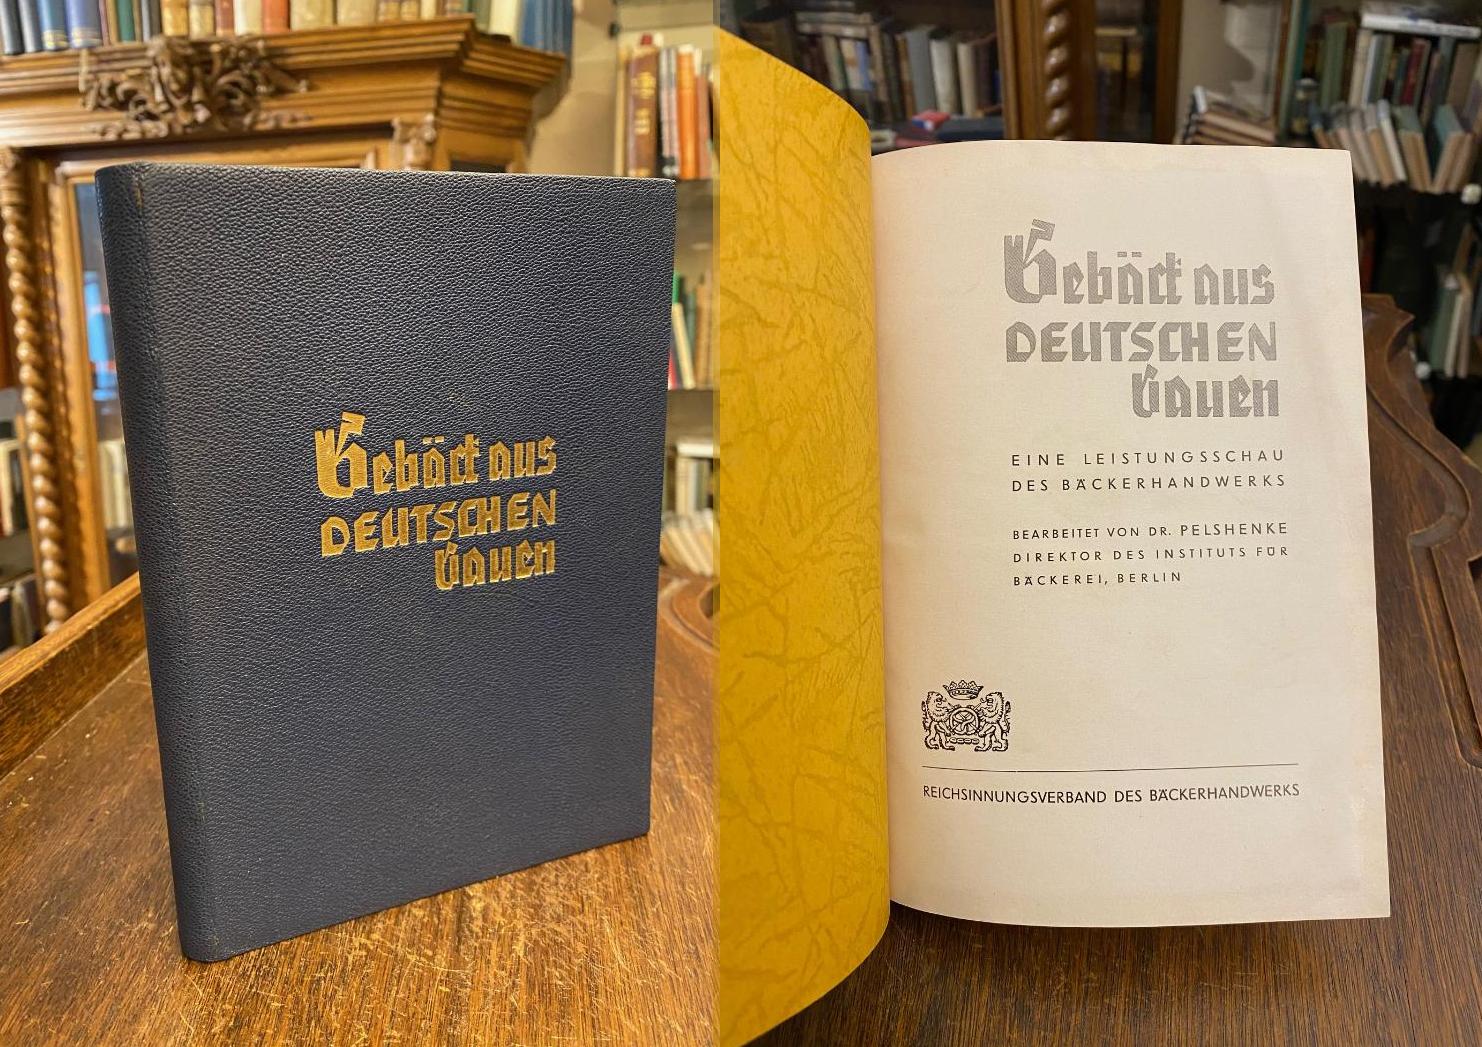 Gebäck aus
DEUTSCHEN
Gauen
Gebäck aus
DEUTSCHEN
Gauen
EINE LEISTUNGSSCHAU
DES BÄCKERHANDWERKS
BEARBEITET VON DR. PELSHENKE
DIREKTOR DES INSTITUTS FÜR
BÄCKEREI, BERLIN
REICHSINNUNGSVERBAND DES BÄCKERHANDWERKS